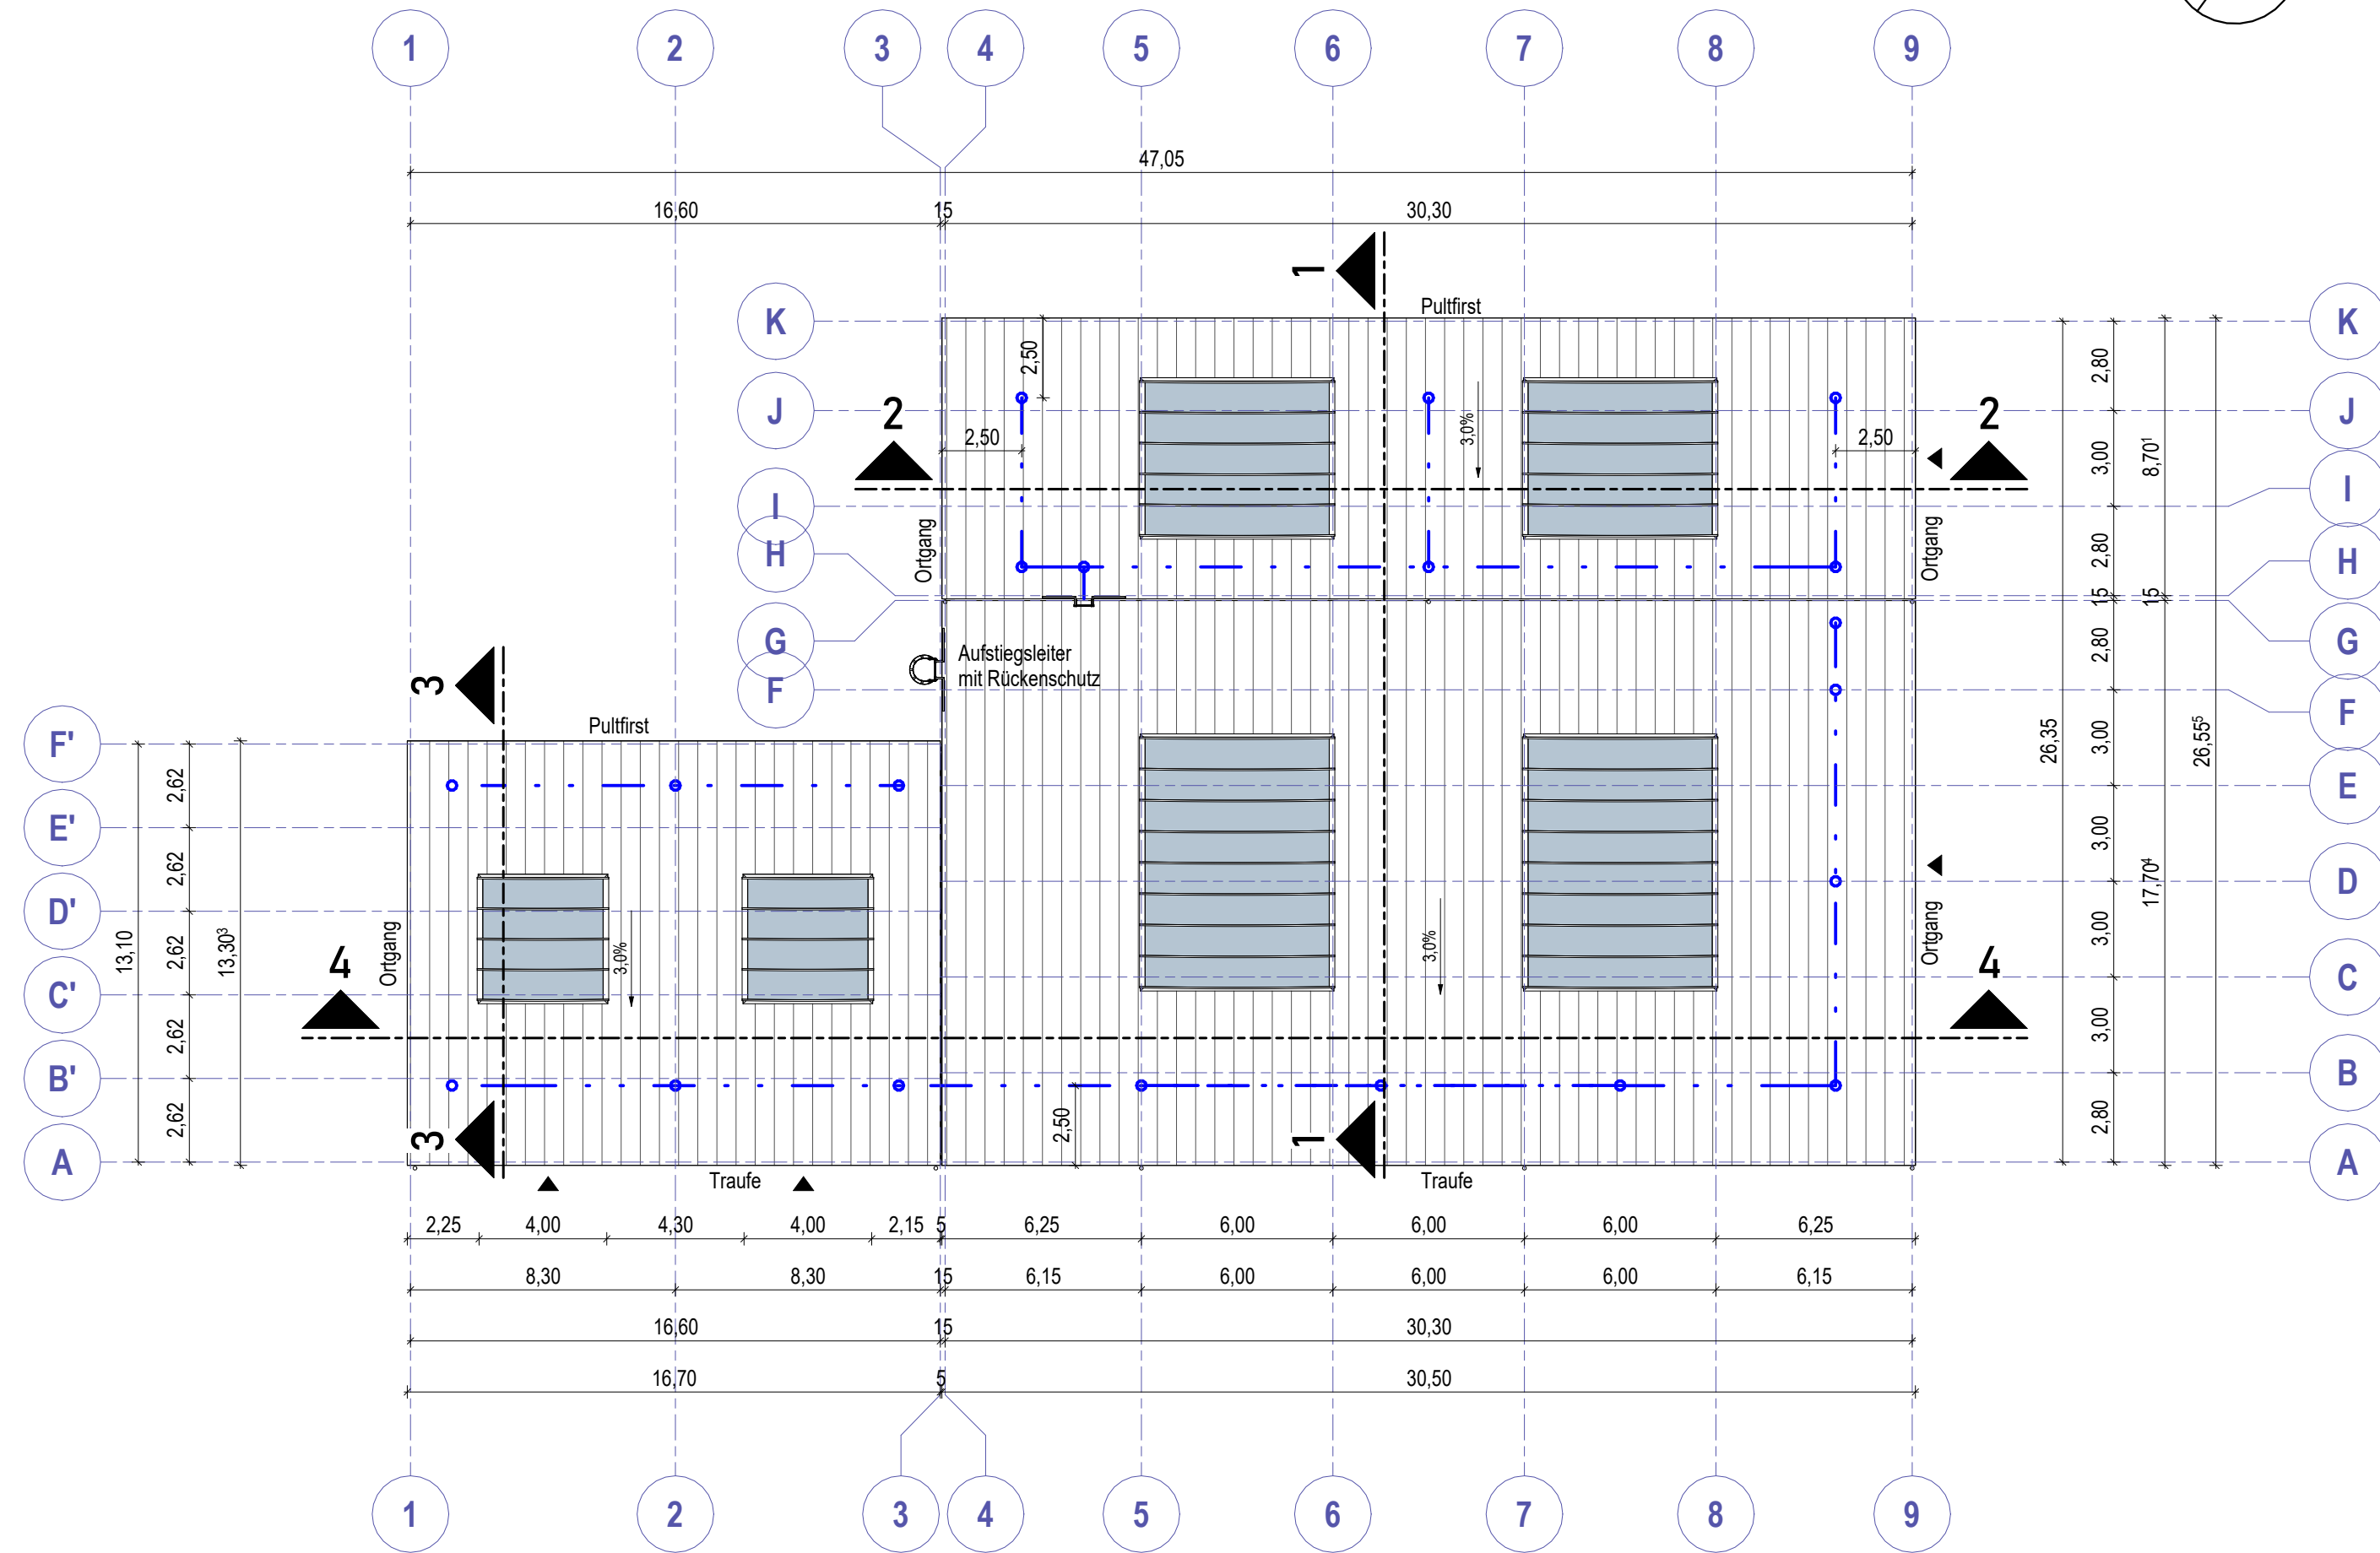 1 2 3 4 5 6 7 8 9
47,05
16,60 15 30,30
1
Pultfirst
K K
2,50 2,80
J J
2 2
2,50 3,0% 2,50
3,00 8,70¹
I I
Ortgang Ortgang
H 2,80 H
15 15
G G
Aufstiegsleiter
mit Rückenschutz
2,80
3
F F
Pultfirst
F'
26,35 3,00 26,55⁵
2,62 E
E'
3,00
2,62 D
D' 17,70⁴
13,10 2,62 13,30³ Ortgang 3,0% 3,0% 3,00 Ortgang
4 4
C' C
2,62 3,00
B' B
2,62 3 2,50 1 2,80
A A
Traufe Traufe
2,25 4,00 4,30 4,00 2,15 5 6,25 6,00 6,00 6,00 6,25
8,30 8,30 15 6,15 6,00 6,00 6,00 6,15
16,60 15 30,30
16,70 5 30,50
1 2 3 4 5 6 7 8 9